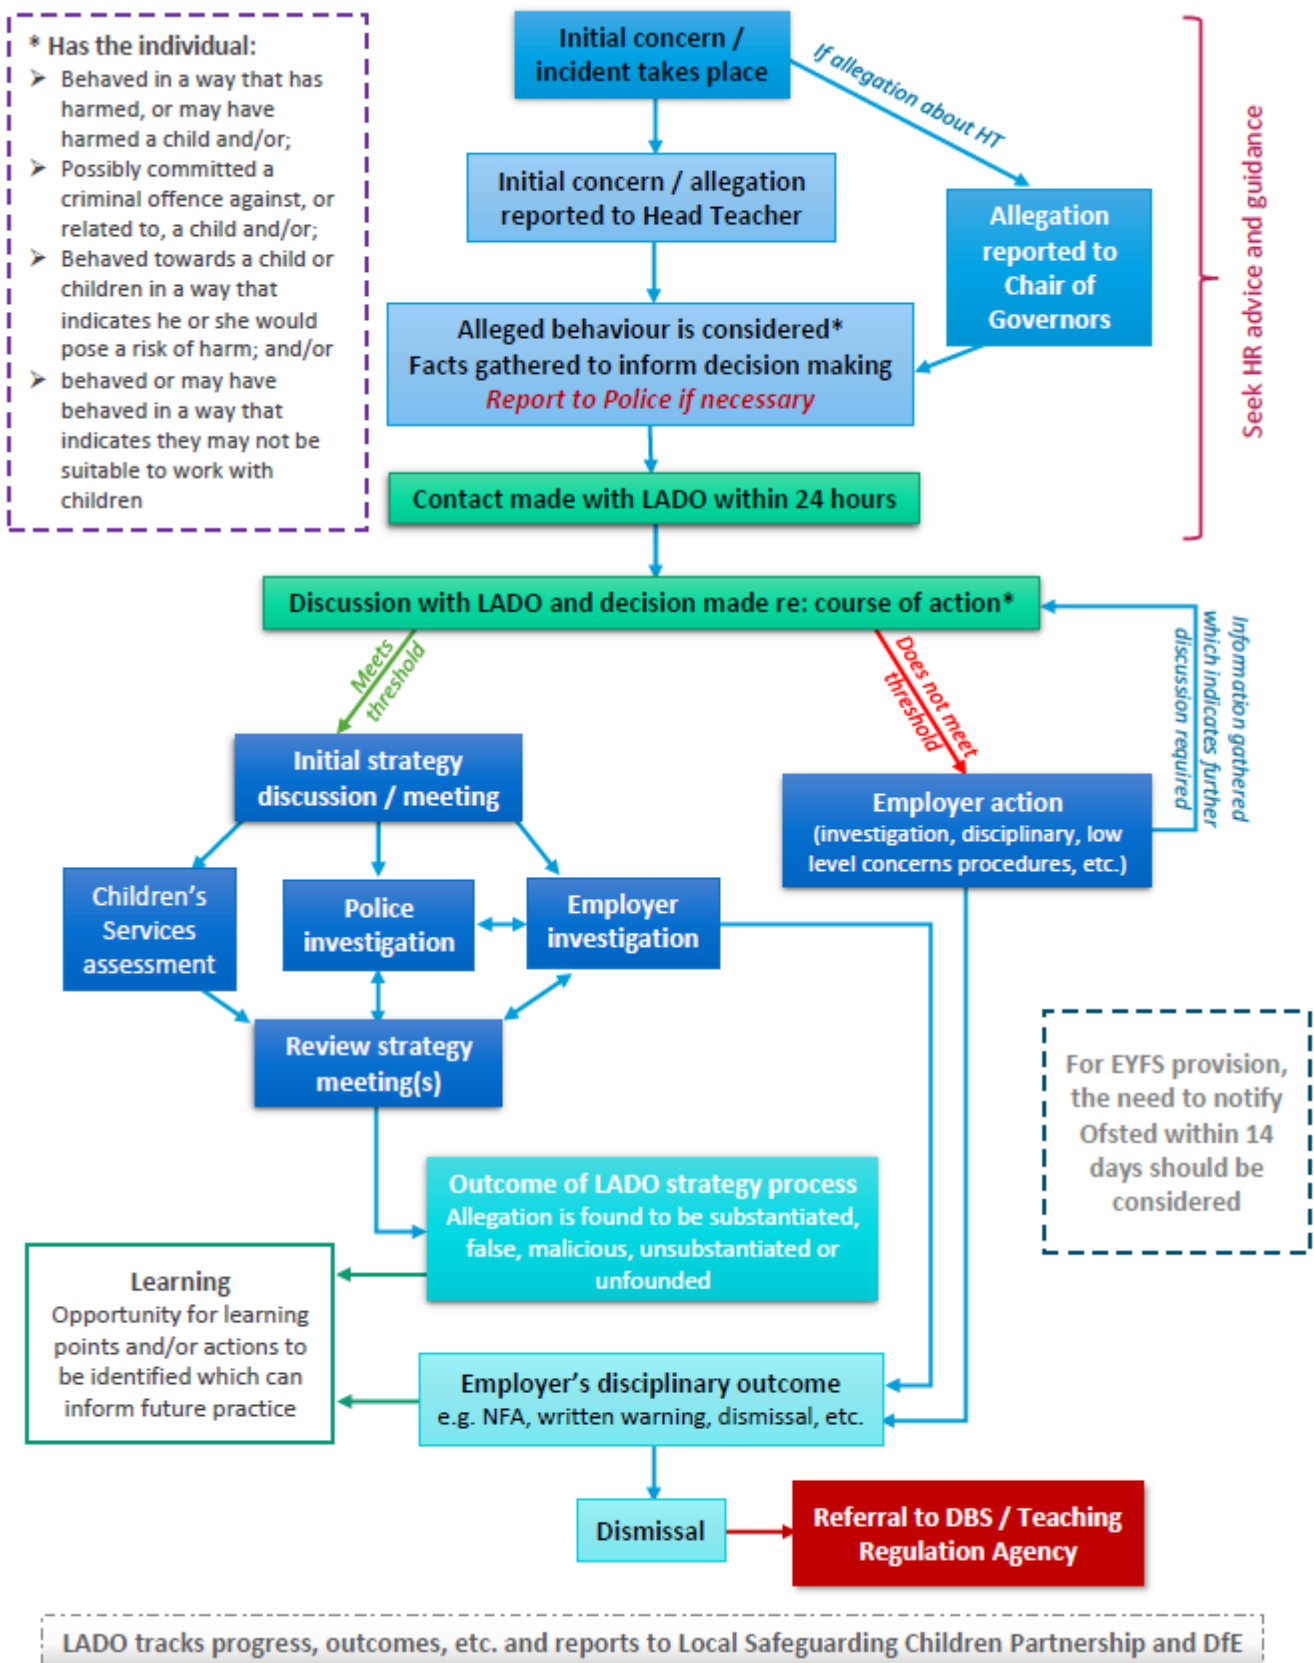 * Has the individual:
➢ Behaved in a way that has
harmed, or may have
harmed a child and/or;
➢ Possibly committed a
criminal offence against, or
related to, a child and/or;
➢ Behaved towards a child or
children in a way that
indicates he or she would
pose a risk of harm; and/or
➢ behaved or may have
behaved in a way that
indicates they may not be
suitable to work with
children
Initial concern /
incident takes place
If allegation about HT
Initial concern / allegation
reported to Head Teacher
Allegation
reported to
Chair of
Governors
Seek HR advice and guidance
Alleged behaviour is considered*
Facts gathered to inform decision making
Report to Police if necessary
Contact made with LADO within 24 hours
Discussion with LADO and decision made re: course of action*
Meets
threshold
Does not meet
threshold
Information gathered
which indicates further
discussion required
Initial strategy
discussion / meeting
Employer action
(investigation, disciplinary, low
level concerns procedures, etc.)
Children's
Services
assessment
Police
investigation
Employer
investigation
Review strategy
meeting(s)
For EYFS provision,
the need to notify
Ofsted within 14
days should be
considered
Outcome of LADO strategy process
Allegation is found to be substantiated,
false, malicious, unsubstantiated or
unfounded
Learning
Opportunity for learning
points and/or actions to
be identified which can
inform future practice
Employer's disciplinary outcome
e.g. NFA, written warning, dismissal, etc.
Dismissal
Referral to DBS / Teaching
Regulation Agency
LADO tracks progress, outcomes, etc. and reports to Local Safeguarding Children Partnership and DfE